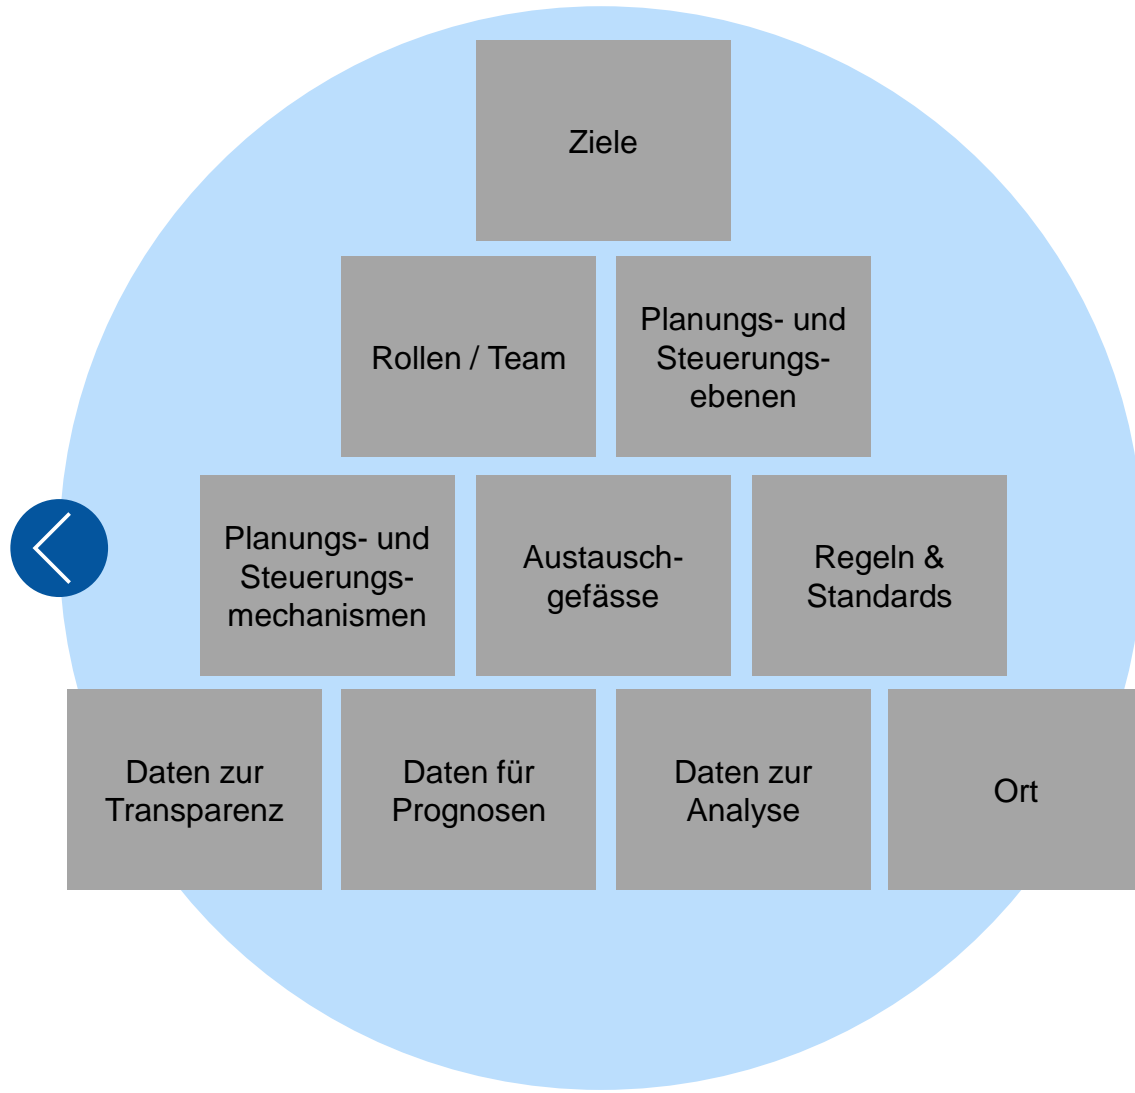 Ziele
Rollen / Team
Planungs- und
Steuerungs-
ebenen
Planungs- und
Steuerungs-
mechanismen
Austausch-
gefässe
Regeln &
Standards
Daten zur
Transparenz
Daten für
Prognosen
Daten zur
Analyse
Ort